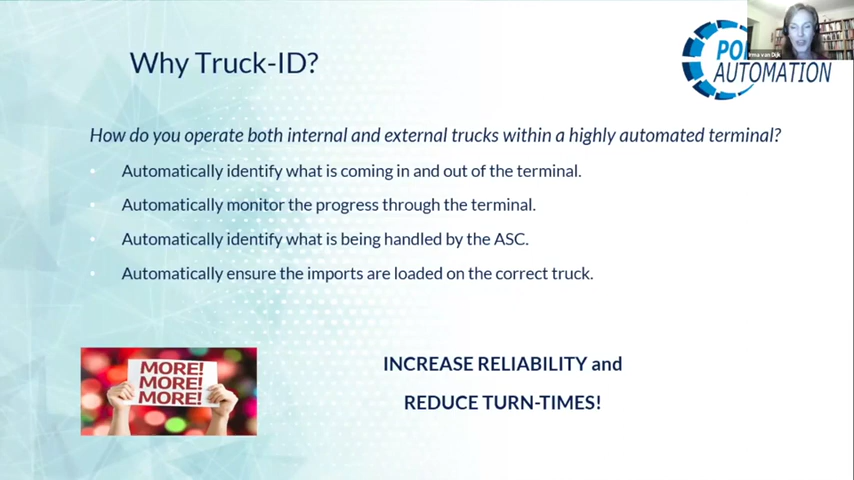 Why Truck-ID?
PO
AUTOMATION
Irma van Dijk
How do you operate both internal and external trucks within a highly automated terminal?
Automatically identify what is coming in and out of the terminal.
Automatically monitor the progress through the terminal.
Automatically identify what is being handled by the ASC.
Automatically ensure the imports are loaded on the correct truck.
MORE!
MORE!
MORE!
INCREASE RELIABILITY and
REDUCE TURN-TIMES!